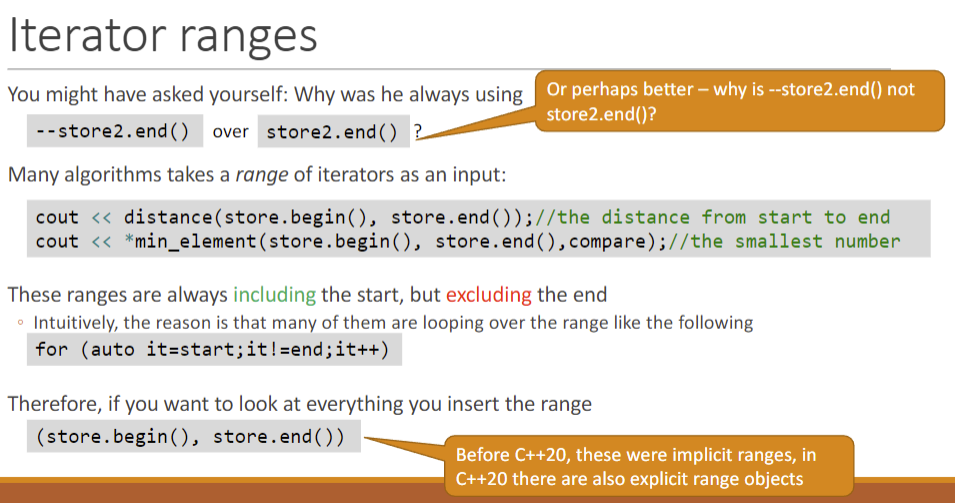 Iterator ranges
You might have asked yourself: Why was he always using
--store2.end() over store2.end() ?
Or perhaps better – why is --store2.end() not
store2.end()?
Many algorithms takes a range of iterators as an input:
cout << distance(store.begin(), store.end());//the distance from start to end
cout << *min_element(store.begin(), store.end(),compare);//the smallest number
These ranges are always including the start, but excluding the end
◦ Intuitively, the reason is that many of them are looping over the range like the following
for (auto it=start;it!=end;it++)
Therefore, if you want to look at everything you insert the range
(store.begin(), store.end())
Before C++20, these were implicit ranges, in
C++20 there are also explicit range objects